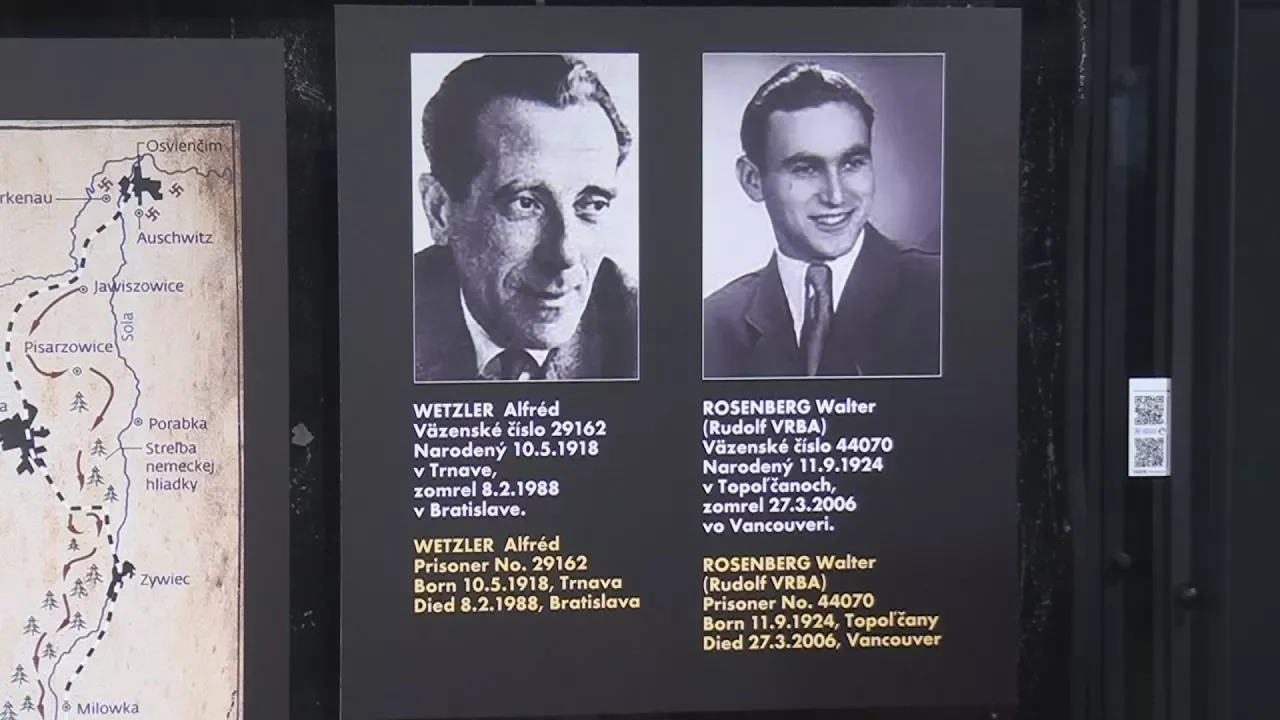 Osvienčim
rkenau
Auschwitz
Jawiszowice
Sola
Pisarzowice
a
Porabka
Streľba
nemeckej
hliadky
Zywiec
Milowka
WETZLER Alfréd
Väzenské číslo 29162
Narodený 10.5.1918
v Trnave,
zomrel 8.2.1988
v Bratislave.
WETZLER Alfréd
Prisoner No. 29162
Born 10.5.1918, Trnava
Died 8.2.1988, Bratislava
ROSENBERG Walter
(Rudolf VRBA)
Väzenské číslo 44070
Narodený 11.9.1924
v Topoľčanoch,
zomrel 27.3.2006
vo Vancouveri.
ROSENBERG Walter
(Rudolf VRBA)
Prisoner No. 44070
Born 11.9.1924, Topoľčany
Died 27.3.2006, Vancouver